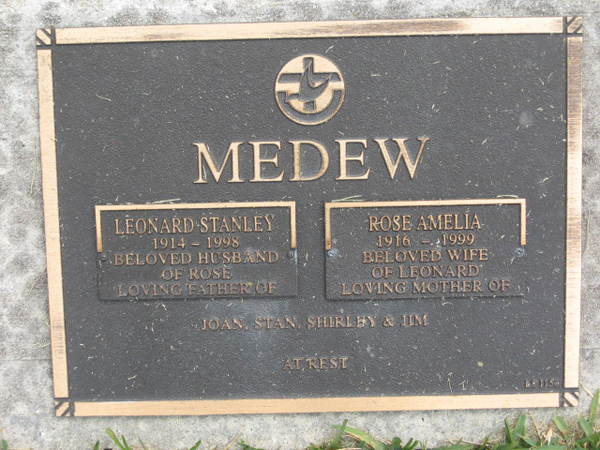 MEDEW
LEONARD STANLEY
1914 – 1998
BELOVED HUSBAND
OF ROSE
LOVING FATHER OF
ROSE AMELIA
1916 – 1999
BELOVED WIFE
OF LEONARD
LOVING MOTHER OF
JOAN, STAN, SHIRLEY & JIM
AT REST